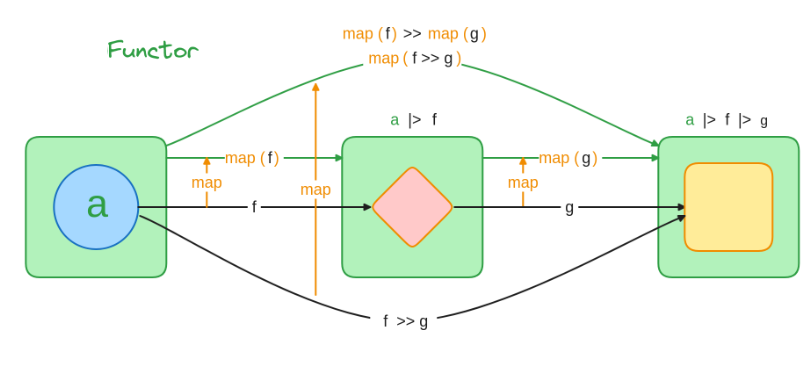 Functor
map (f) >> map (g)
map ( f >> g )
a |> f
a |> f |> g
map (f)
map (g)
map
map
map
a
f
g
f >> g